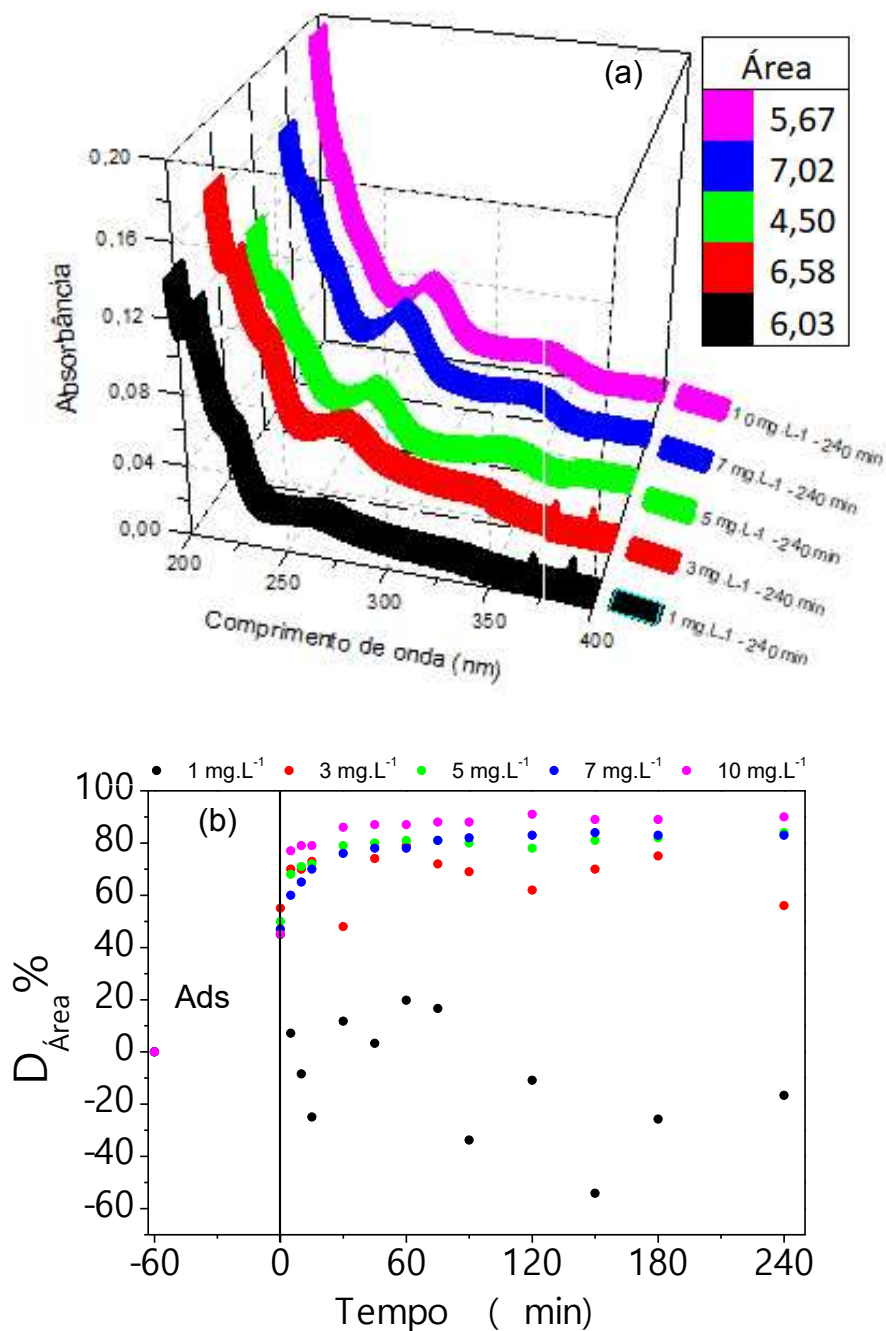 (a)
Área
5,67
7,02
4,50
6,58
6,03
0,20
0,16
0,12
0,08
0,04
0,00
Absorbância
200
250
300
350
400
Comprimento de onda (nm)
10 mg.L-1 - 240 min
7 mg.L-1 - 240 min
5 mg.L-1 - 240 min
3 mg.L-1 - 240 min
1 mg.L-1 - 240 min
1 mg.L⁻¹ 3 mg.L⁻¹ 5 mg.L⁻¹ 7 mg.L⁻¹ 10 mg.L⁻¹
(b)
100
80
60
40
20
0
-20
-40
-60
D Área %
Ads
-60 0 60 120 180 240
Tempo ( min)